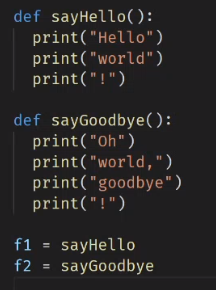 def sayHello():
  print("Hello")
  print("world")
  print("!")

def sayGoodbye():
  print("Oh")
  print("world,")
  print("goodbye")
  print("!")

f1 = sayHello
f2 = sayGoodbye